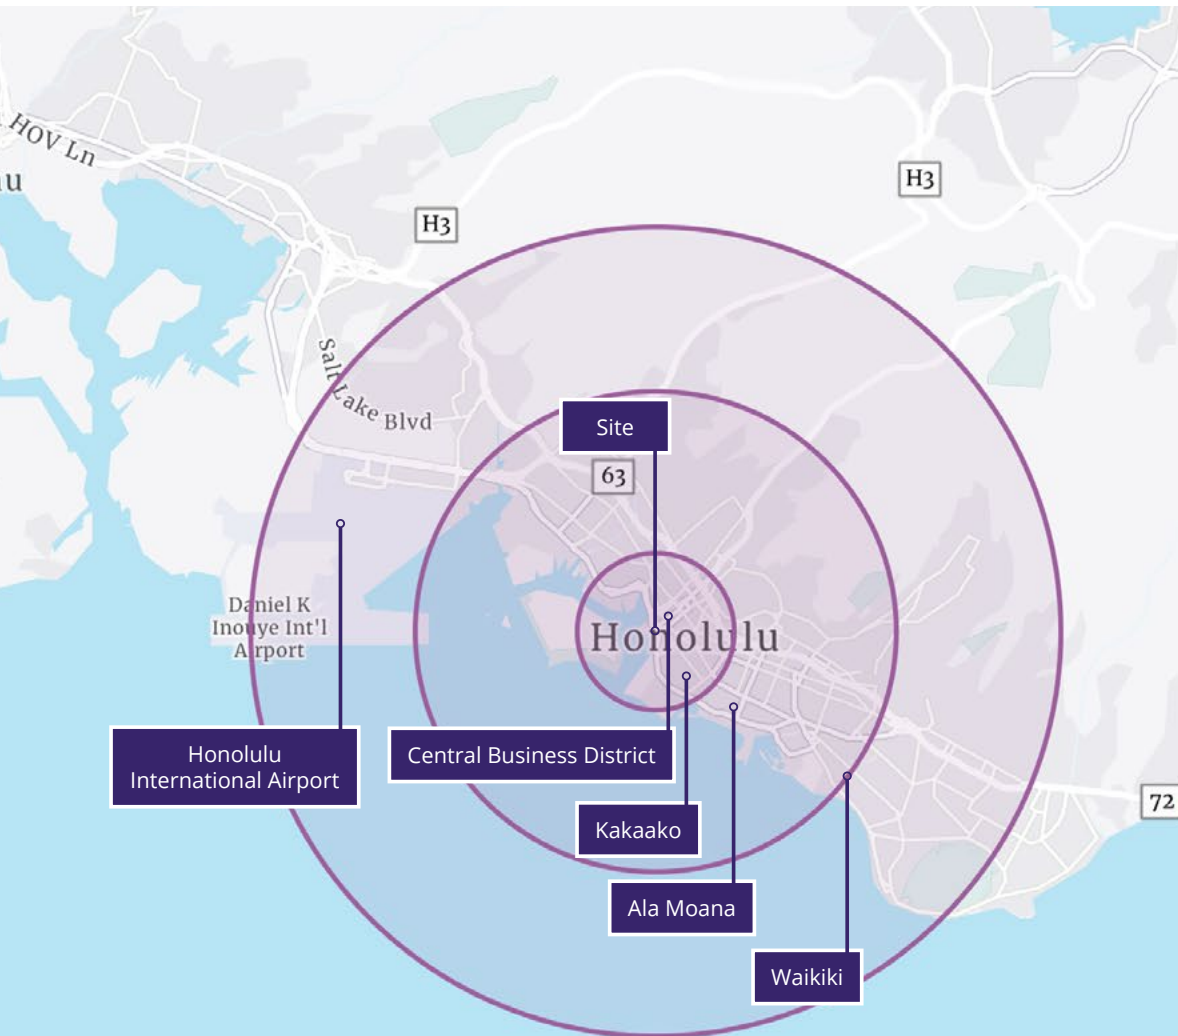 HOV Ln
u
H3
H3
Salt Lake Blvd
Site
63
Daniel K
Inouye Int'l
Airport
Honolulu
Honolulu
International Airport
Central Business District
72
Kakaako
Ala Moana
Waikiki